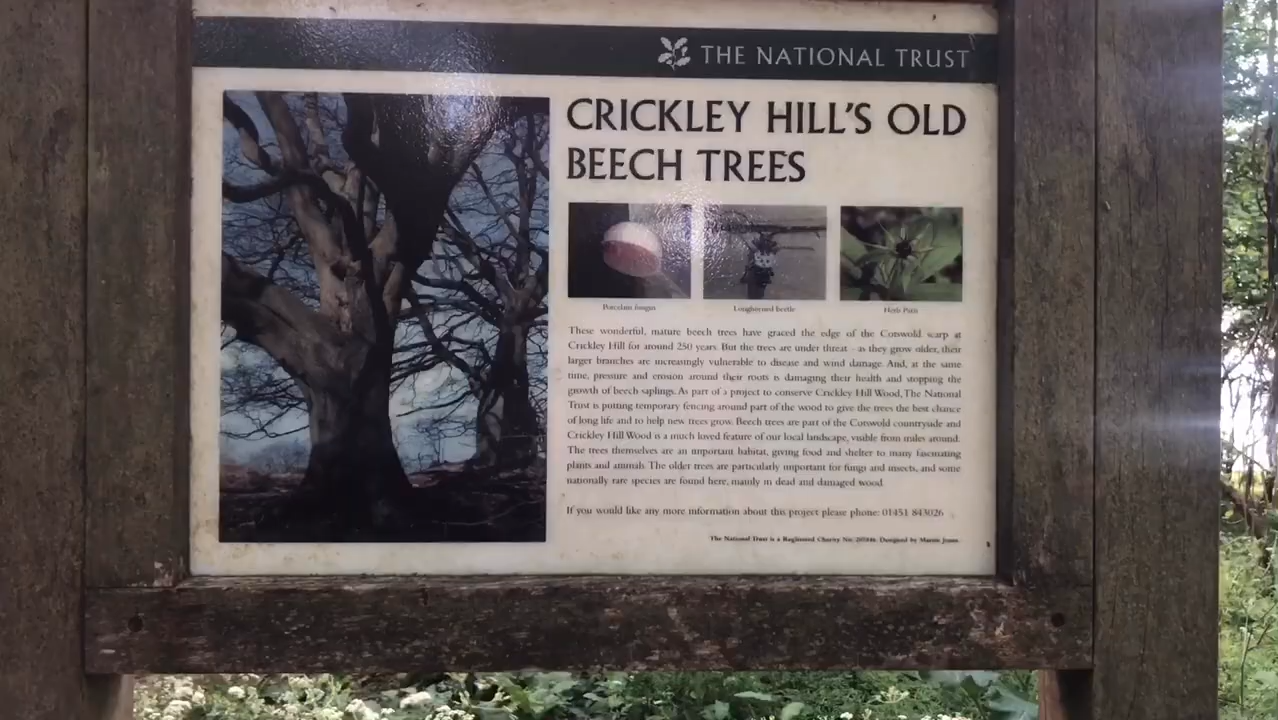 THE NATIONAL TRUST
CRICKLEY HILL'S OLD
BEECH TREES
Porcelain fungus
Longhorned beetle
Herb Paris
These wonderful, mature beech trees have graced the edge of the Cotswold scarp at
Crickley Hill for around 250 years. But the trees are under threat - as they grow older, their
larger branches are increasingly vulnerable to disease and wind damage. And, at the same
time, pressure and erosion around their roots is damaging their health and stopping the
growth of beech saplings. As part of a project to conserve Crickley Hill Wood, The National
Trust is putting temporary fencing around part of the wood to give the trees the best chance
of long life and to help new trees grow. Beech trees are part of the Cotswold countryside and
Crickley Hill Wood is a much loved feature of our local landscape, visible from miles around.
The trees themselves are an important habitat, giving food and shelter to many fascinating
plants and animals. The older trees are particularly important for fungi and insects, and some
nationally rare species are found here, mainly in dead and damaged wood.
If you would like any more information about this project please phone: 01451 843026
The National Trust is a Registered Charity No. Designed by